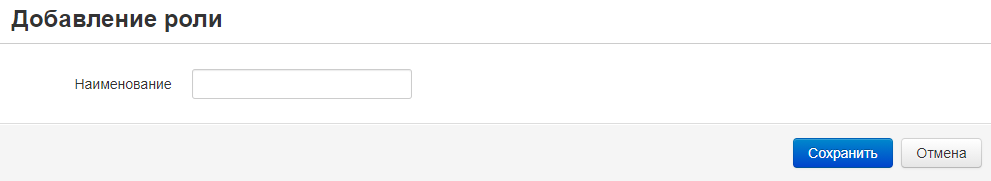 Добавление роли
Наименование
Сохранить Отмена